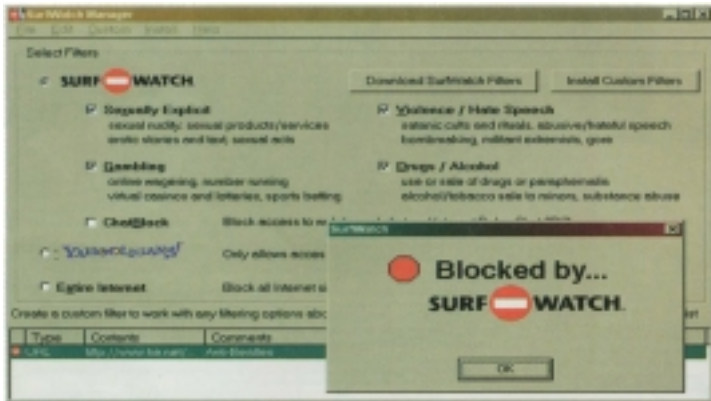 SurfWatch Manager
File Edit Custom Install Help
Select Filters
SURF WATCH
Download SurfWatch Filters
Install Custom Filters
Sexually Explicit
sexual nudity: sexual products/services
erotic stories and text, sexual acts
Violence / Hate Speech
satanic cults and rituals, abusive/hateful speech
bombmaking, militant extremists, gore
Gambling
online wagering, number running
virtual casinos and lotteries, sports betting
Drugs / Alcohol
use or sale of drugs or paraphernalia
alcohol/tobacco sale to minors, substance abuse
ChatBlock
Block access to
SurfWatch
Only allows access
Blocked by...
SURF WATCH
Entire Internet
Block all Internet
Create a custom filter to work with any filtering options
list
OK
Type Contents Comments
URL